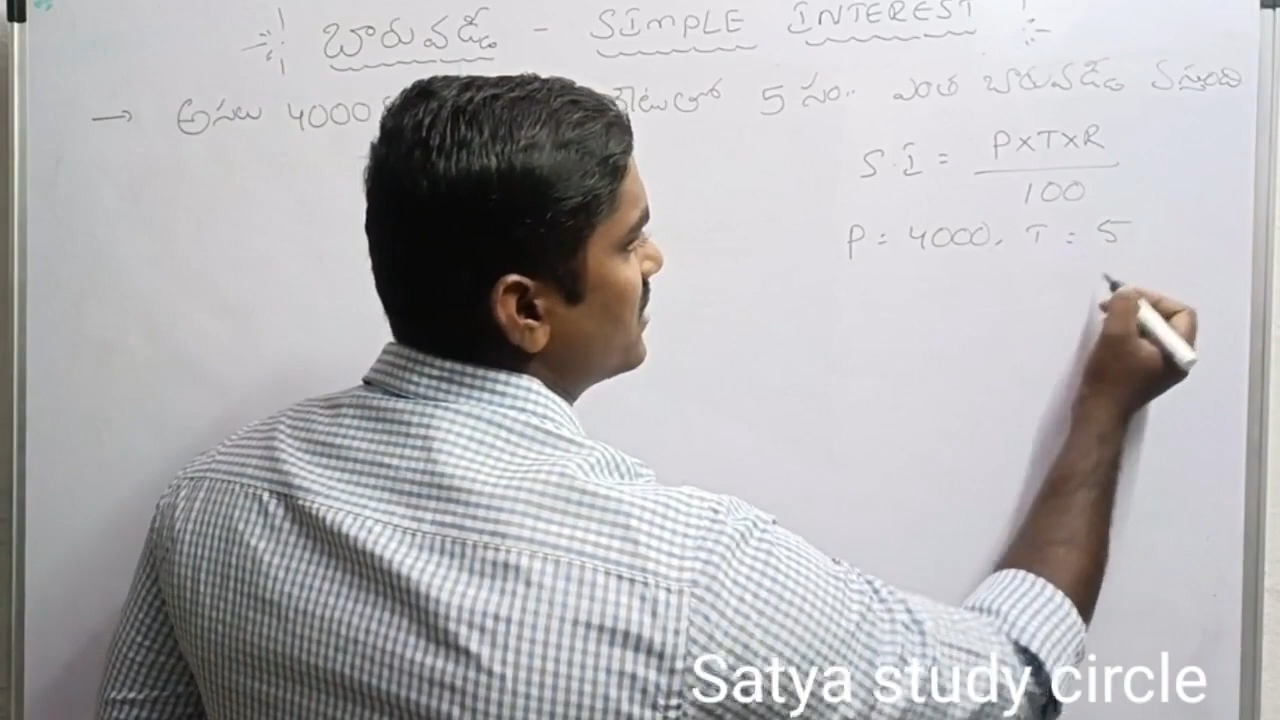 బారువడ్డీ - SIMPLE INTEREST
→ అసలు 4000 5 సం.. ఎంత బారువడ్డీ వస్తుంది
S.I = P×T×R
100
P = 4000, T = 5
Satya study circle